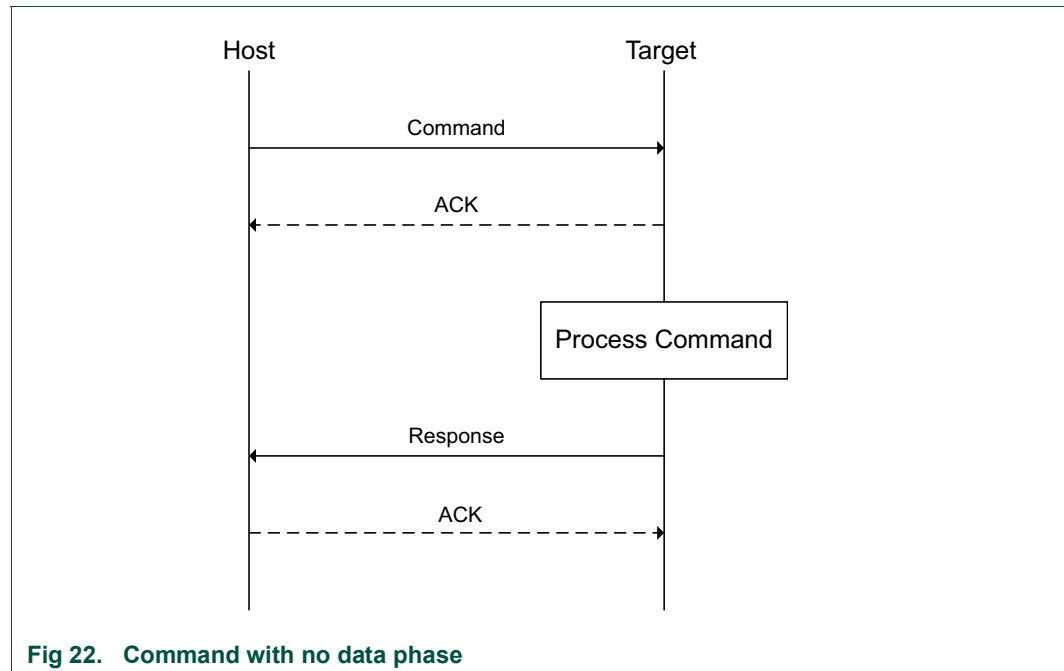 Host Target
Command
ACK
Process Command
Response
ACK
Fig 22. Command with no data phase